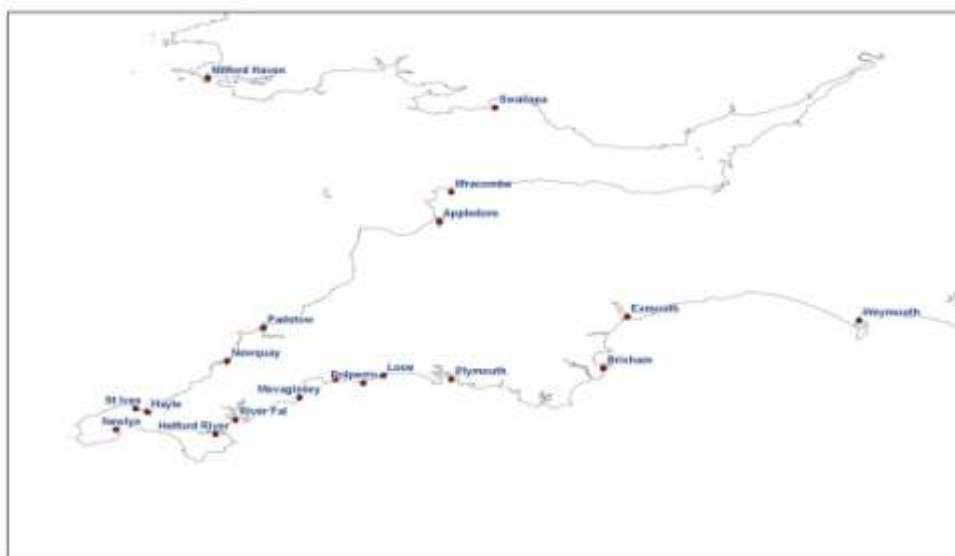 Milford Haven
Swansea
Ilfracombe
Appledore
Padstow
Exmouth
Weymouth
Newquay
Brixham
Looe
Polperro
Plymouth
Mevagissey
St Ives
Hayle
River Fal
Newlyn
Helford River